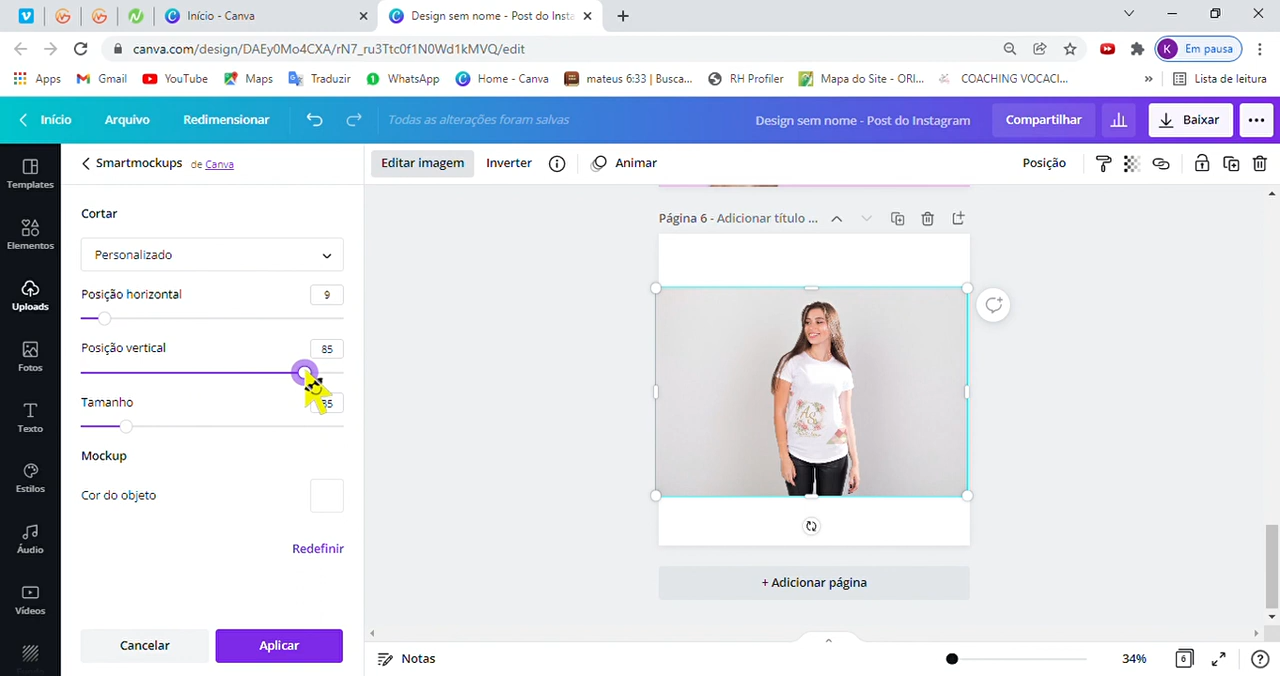 Início - Canva
Design sem nome - Post do Insta
canva.com/design/DAEy0Mo4CXA/rN7_ru3Ttc0f1N0Wd1kMVQ/edit
K Em pausa
Apps
Gmail
YouTube
Maps
Traduzir
WhatsApp
Home - Canva
mateus 6:33 | Busca...
RH Profiler
Mapa do Site - ORI...
COACHING VOCACI...
Lista de leitura
Início
Arquivo
Redimensionar
Todas as alterações foram salvas
Design sem nome - Post do Instagram
Compartilhar
Baixar
Smartmockups de Canva
Editar imagem
Inverter
Animar
Posição
Templates
Elementos
Uploads
Fotos
Texto
Estilos
Áudio
Vídeos
Cortar
Personalizado
Posição horizontal
9
Posição vertical
85
Tamanho
Mockup
Cor do objeto
Redefinir
Cancelar
Aplicar
Página 6 - Adicionar título ...
AS
+ Adicionar página
Notas
34%
6